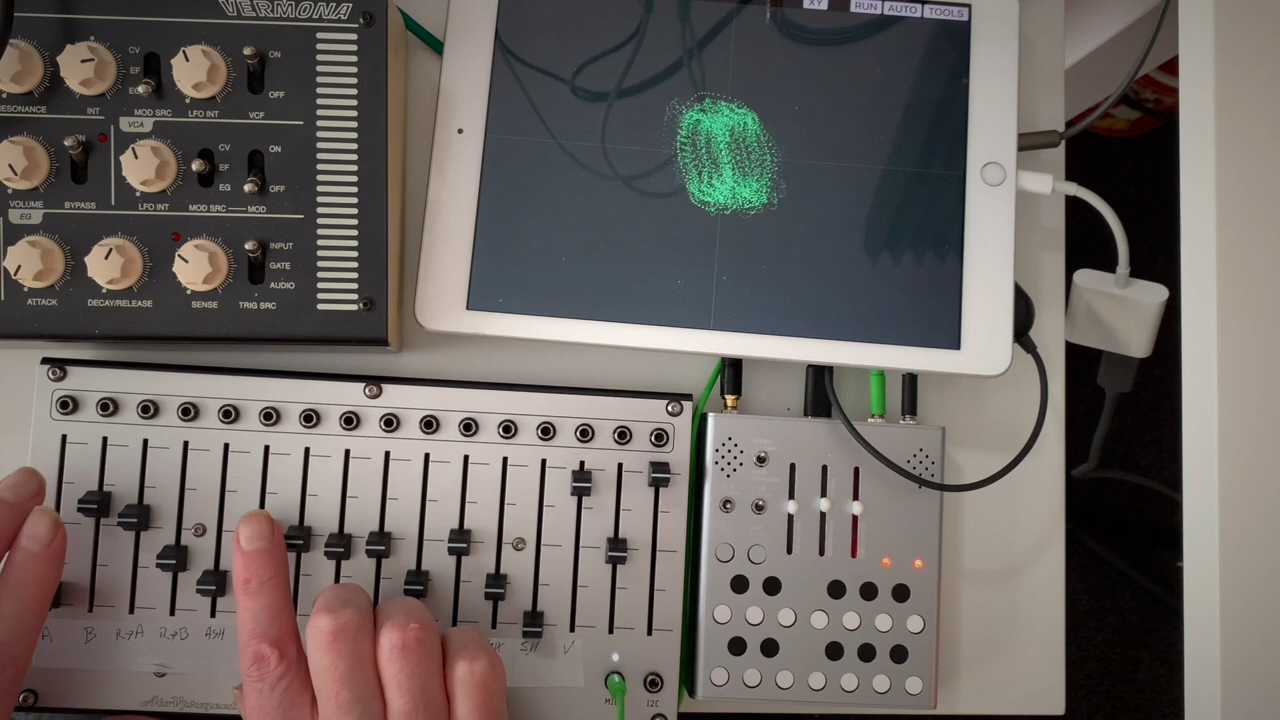 VERMONA
XY RUN AUTO TOOLS
CV
EF
EG
ON
OFF
RESONANCE INT MOD SRC LFO INT VCF
VCA
ON
CV
EF
EG
ON
OFF
VOLUME BYPASS LFO INT MOD SRC MOD
EG
INPUT
GATE
AUDIO
ATTACK DECAY/RELEASE SENSE TRIG SRC
A B R→A R→B ASH S/H V
I2C